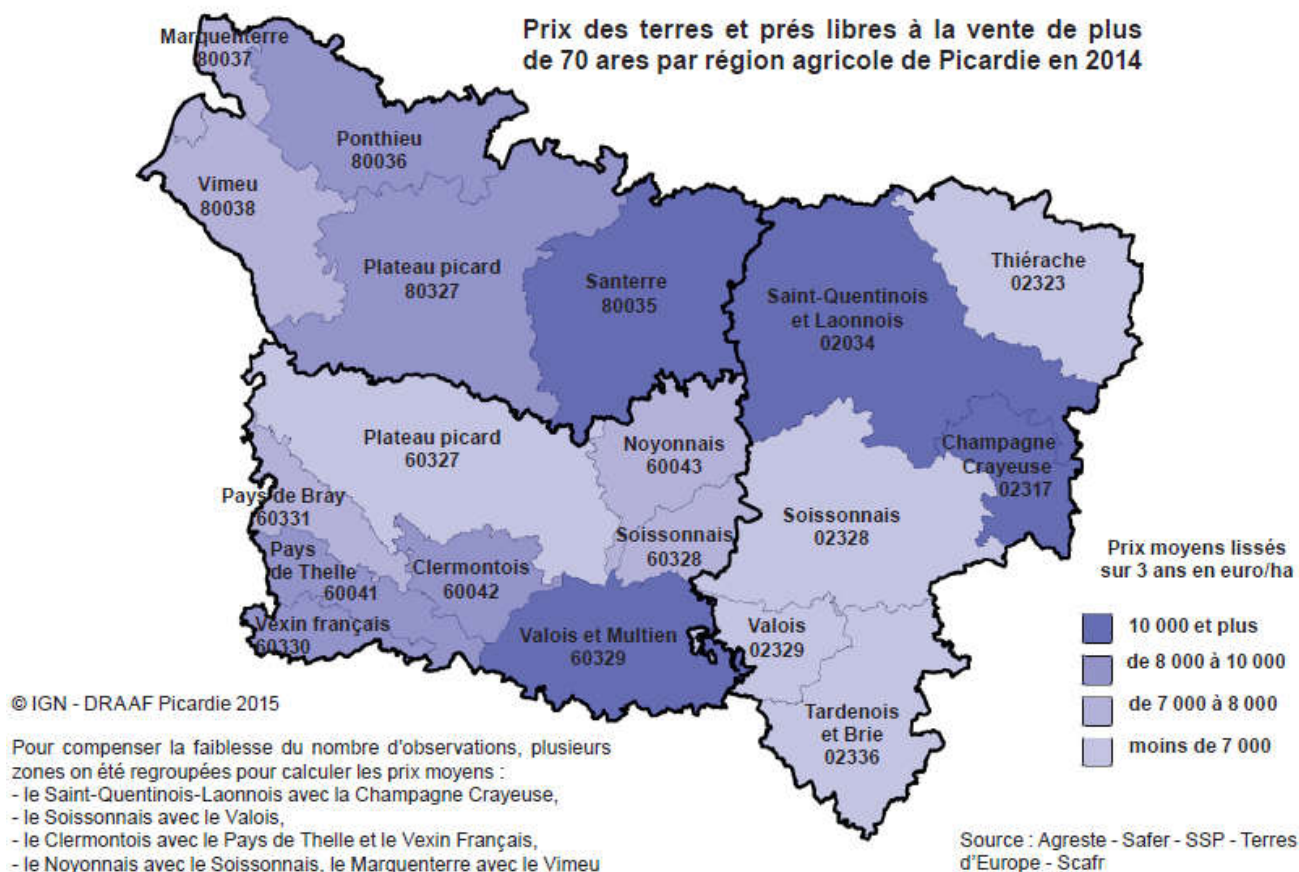 Prix des terres et prés libres à la vente de plus
de 70 ares par région agricole de Picardie en 2014
Marquenterre
80037
Ponthieu
80036
Vimeu
80038
Plateau picard
80327
Santerre
80035
Saint-Quentinois
et Laonnois
02034
Thiérache
02323
Plateau picard
60327
Noyonnais
60043
Champagne
Crayeuse
02317
Pays de Bray
60331
Soissonnais
60328
Soissonnais
02328
Pays
de Thelle
60041
Clermontois
60042
Vexin français
60330
Valois et Multien
60329
Valois
02329
Tardenois
et Brie
02336
Prix moyens lissés
sur 3 ans en euro/ha
10 000 et plus
de 8 000 à 10 000
de 7 000 à 8 000
moins de 7 000
© IGN - DRAAF Picardie 2015
Pour compenser la faiblesse du nombre d'observations, plusieurs
zones on été regroupées pour calculer les prix moyens :
- le Saint-Quentinois-Laonnois avec la Champagne Crayeuse,
- le Soissonnais avec le Valois,
- le Clermontois avec le Pays de Thelle et le Vexin Français,
- le Noyonnais avec le Soissonnais, le Marquenterre avec le Vimeu
Source : Agreste - Safer - SSP - Terres
d'Europe - Scafr